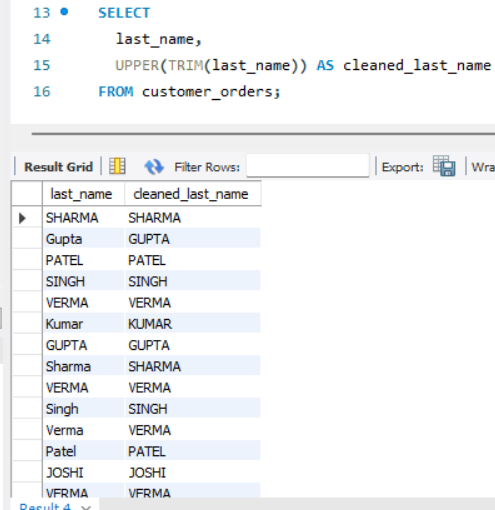 13 SELECT
14 last_name,
15 UPPER(TRIM(last_name)) AS cleaned_last_name
16 FROM customer_orders;
Result Grid Filter Rows: Export: Wra
last_name cleaned_last_name
SHARMA SHARMA
Gupta GUPTA
PATEL PATEL
SINGH SINGH
VERMA VERMA
Kumar KUMAR
GUPTA GUPTA
Sharma SHARMA
VERMA VERMA
Singh SINGH
Verma VERMA
Patel PATEL
JOSHI JOSHI
VERMA VERMA
Result 4